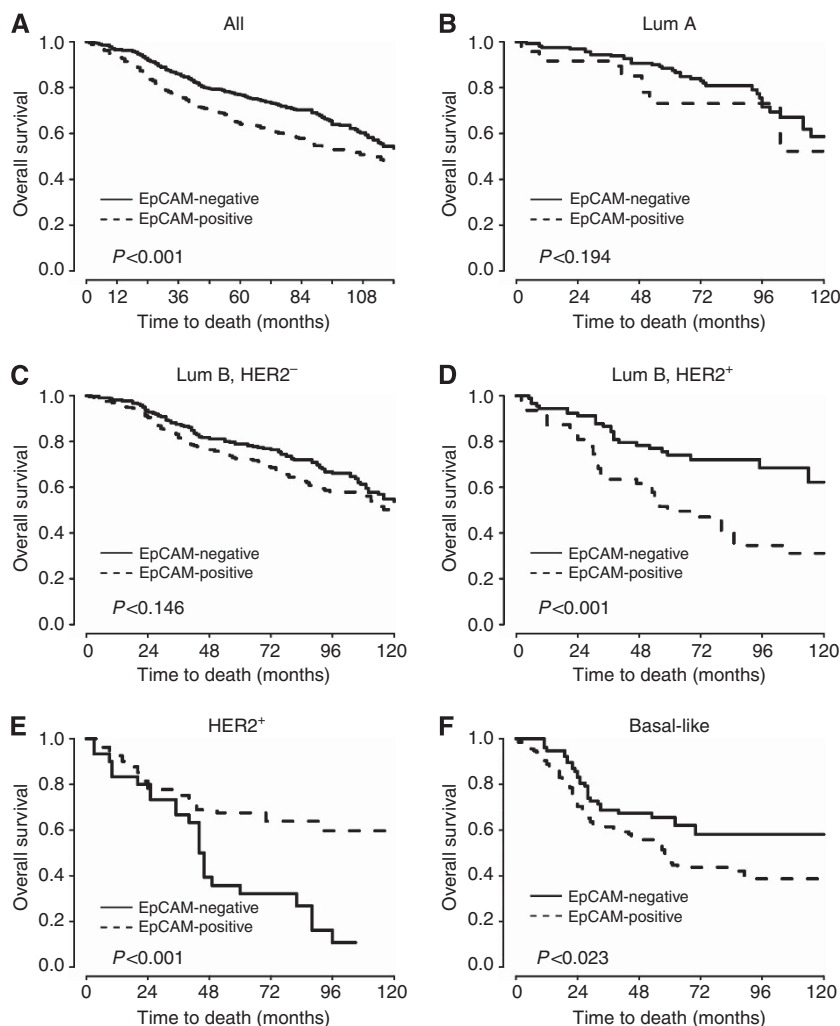 A
All
1.0
0.8
0.6
0.4
0.2
0.0
Overall survival
EpCAM-negative
EpCAM-positive
P<0.001
0 12 36 60 84 108
Time to death (months)
B
Lum A
1.0
0.8
0.6
0.4
0.2
0.0
Overall survival
EpCAM-negative
EpCAM-positive
P<0.194
0 24 48 72 96 120
Time to death (months)
C
Lum B, HER2⁻
1.0
0.8
0.6
0.4
0.2
0.0
Overall survival
EpCAM-negative
EpCAM-positive
P<0.146
0 24 48 72 96 120
Time to death (months)
D
Lum B, HER2⁺
1.0
0.8
0.6
0.4
0.2
0.0
Overall survival
EpCAM-negative
EpCAM-positive
P<0.001
0 24 48 72 96 120
Time to death (months)
E
HER2⁺
1.0
0.8
0.6
0.4
0.2
0.0
Overall survival
EpCAM-negative
EpCAM-positive
P<0.001
0 24 48 72 96 120
Time to death (months)
F
Basal-like
1.0
0.8
0.6
0.4
0.2
0.0
Overall survival
EpCAM-negative
EpCAM-positive
P<0.023
0 24 48 72 96 120
Time to death (months)